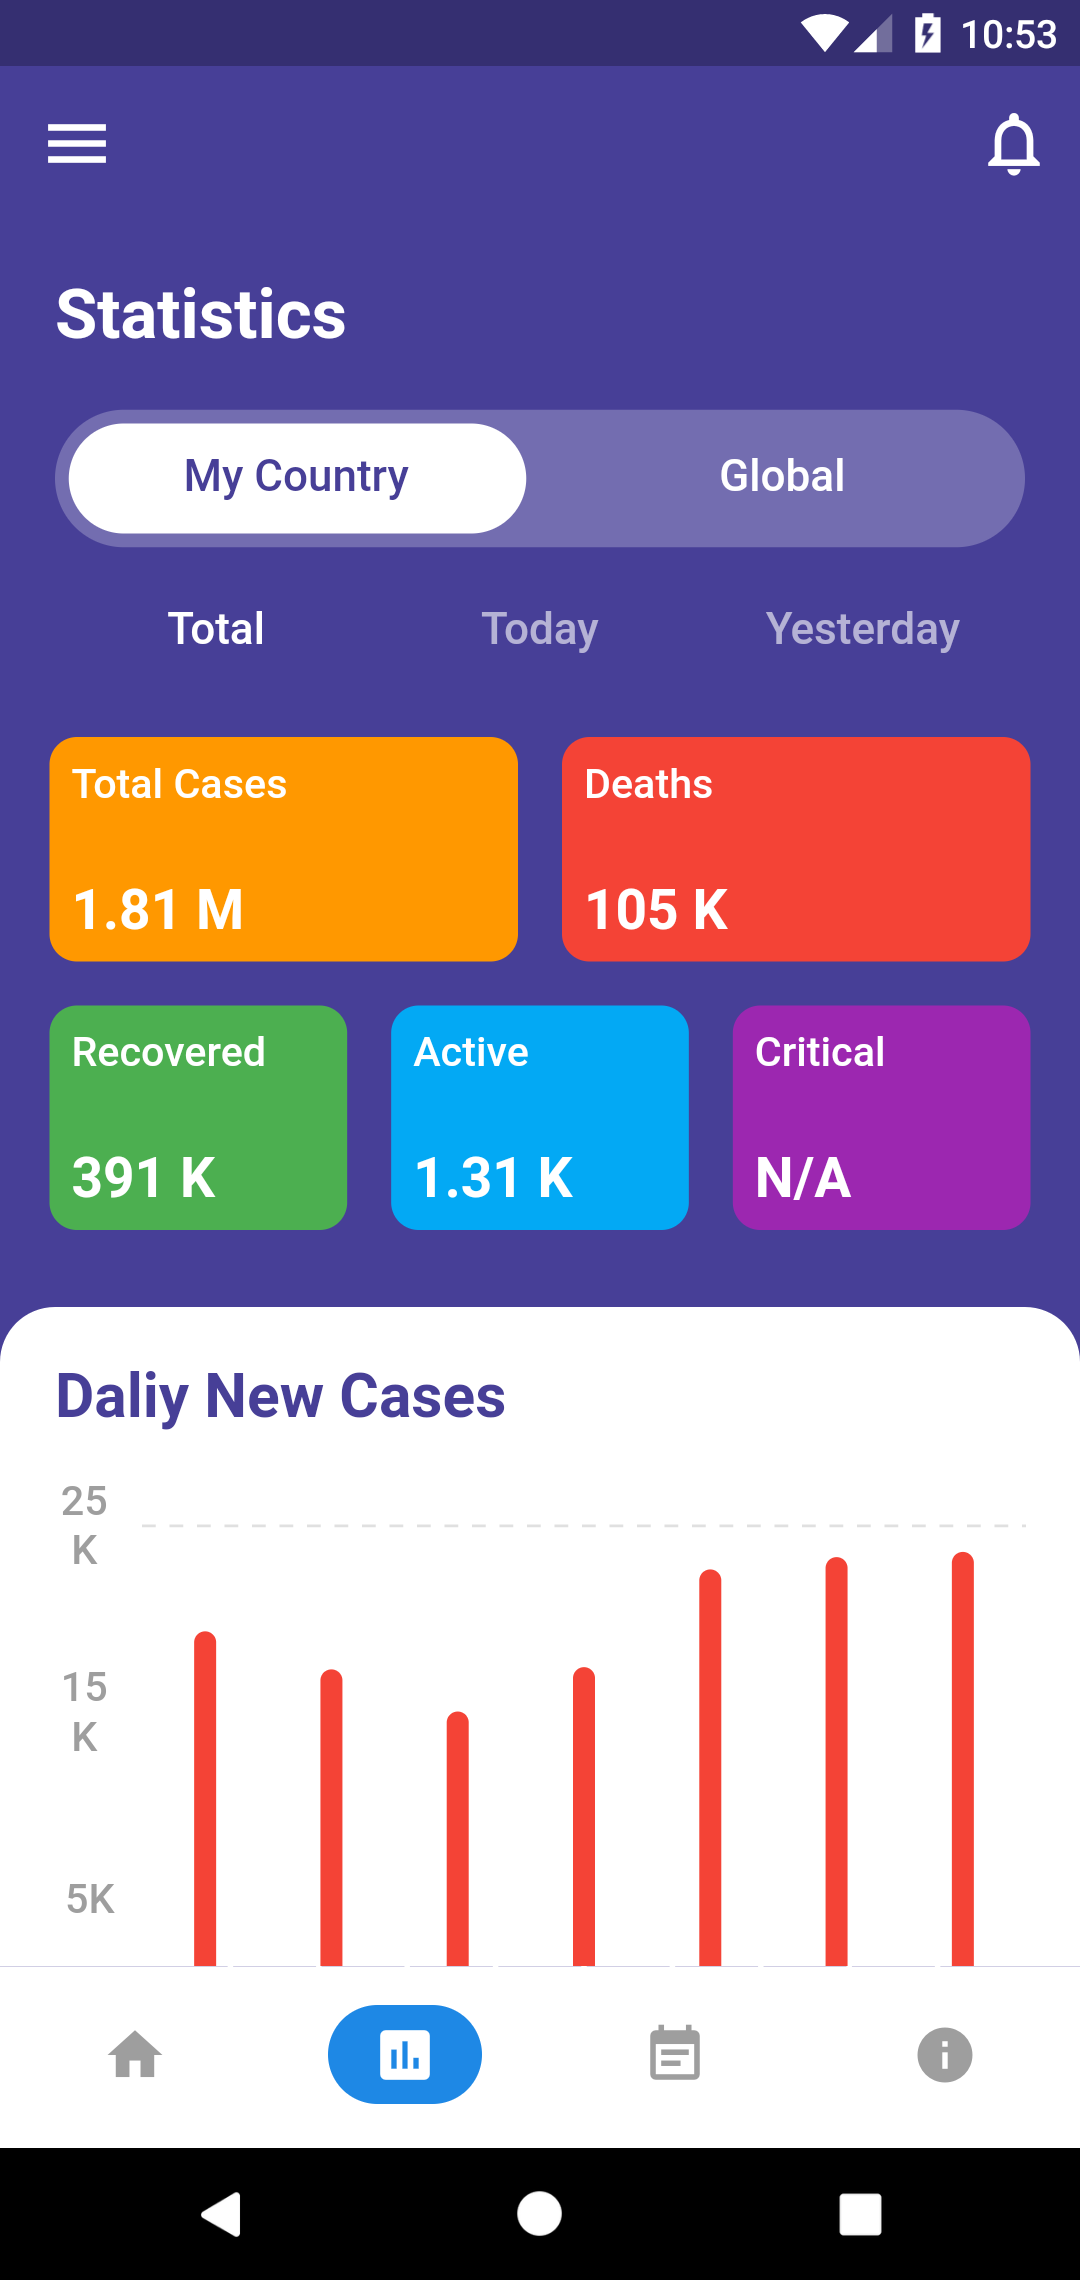 10:53
Statistics
My Country Global
Total Today Yesterday
Total Cases Deaths
1.81 M 105 K
Recovered Active Critical
391 K 1.31 K N/A
Daliy New Cases
25
K
15
K
5K